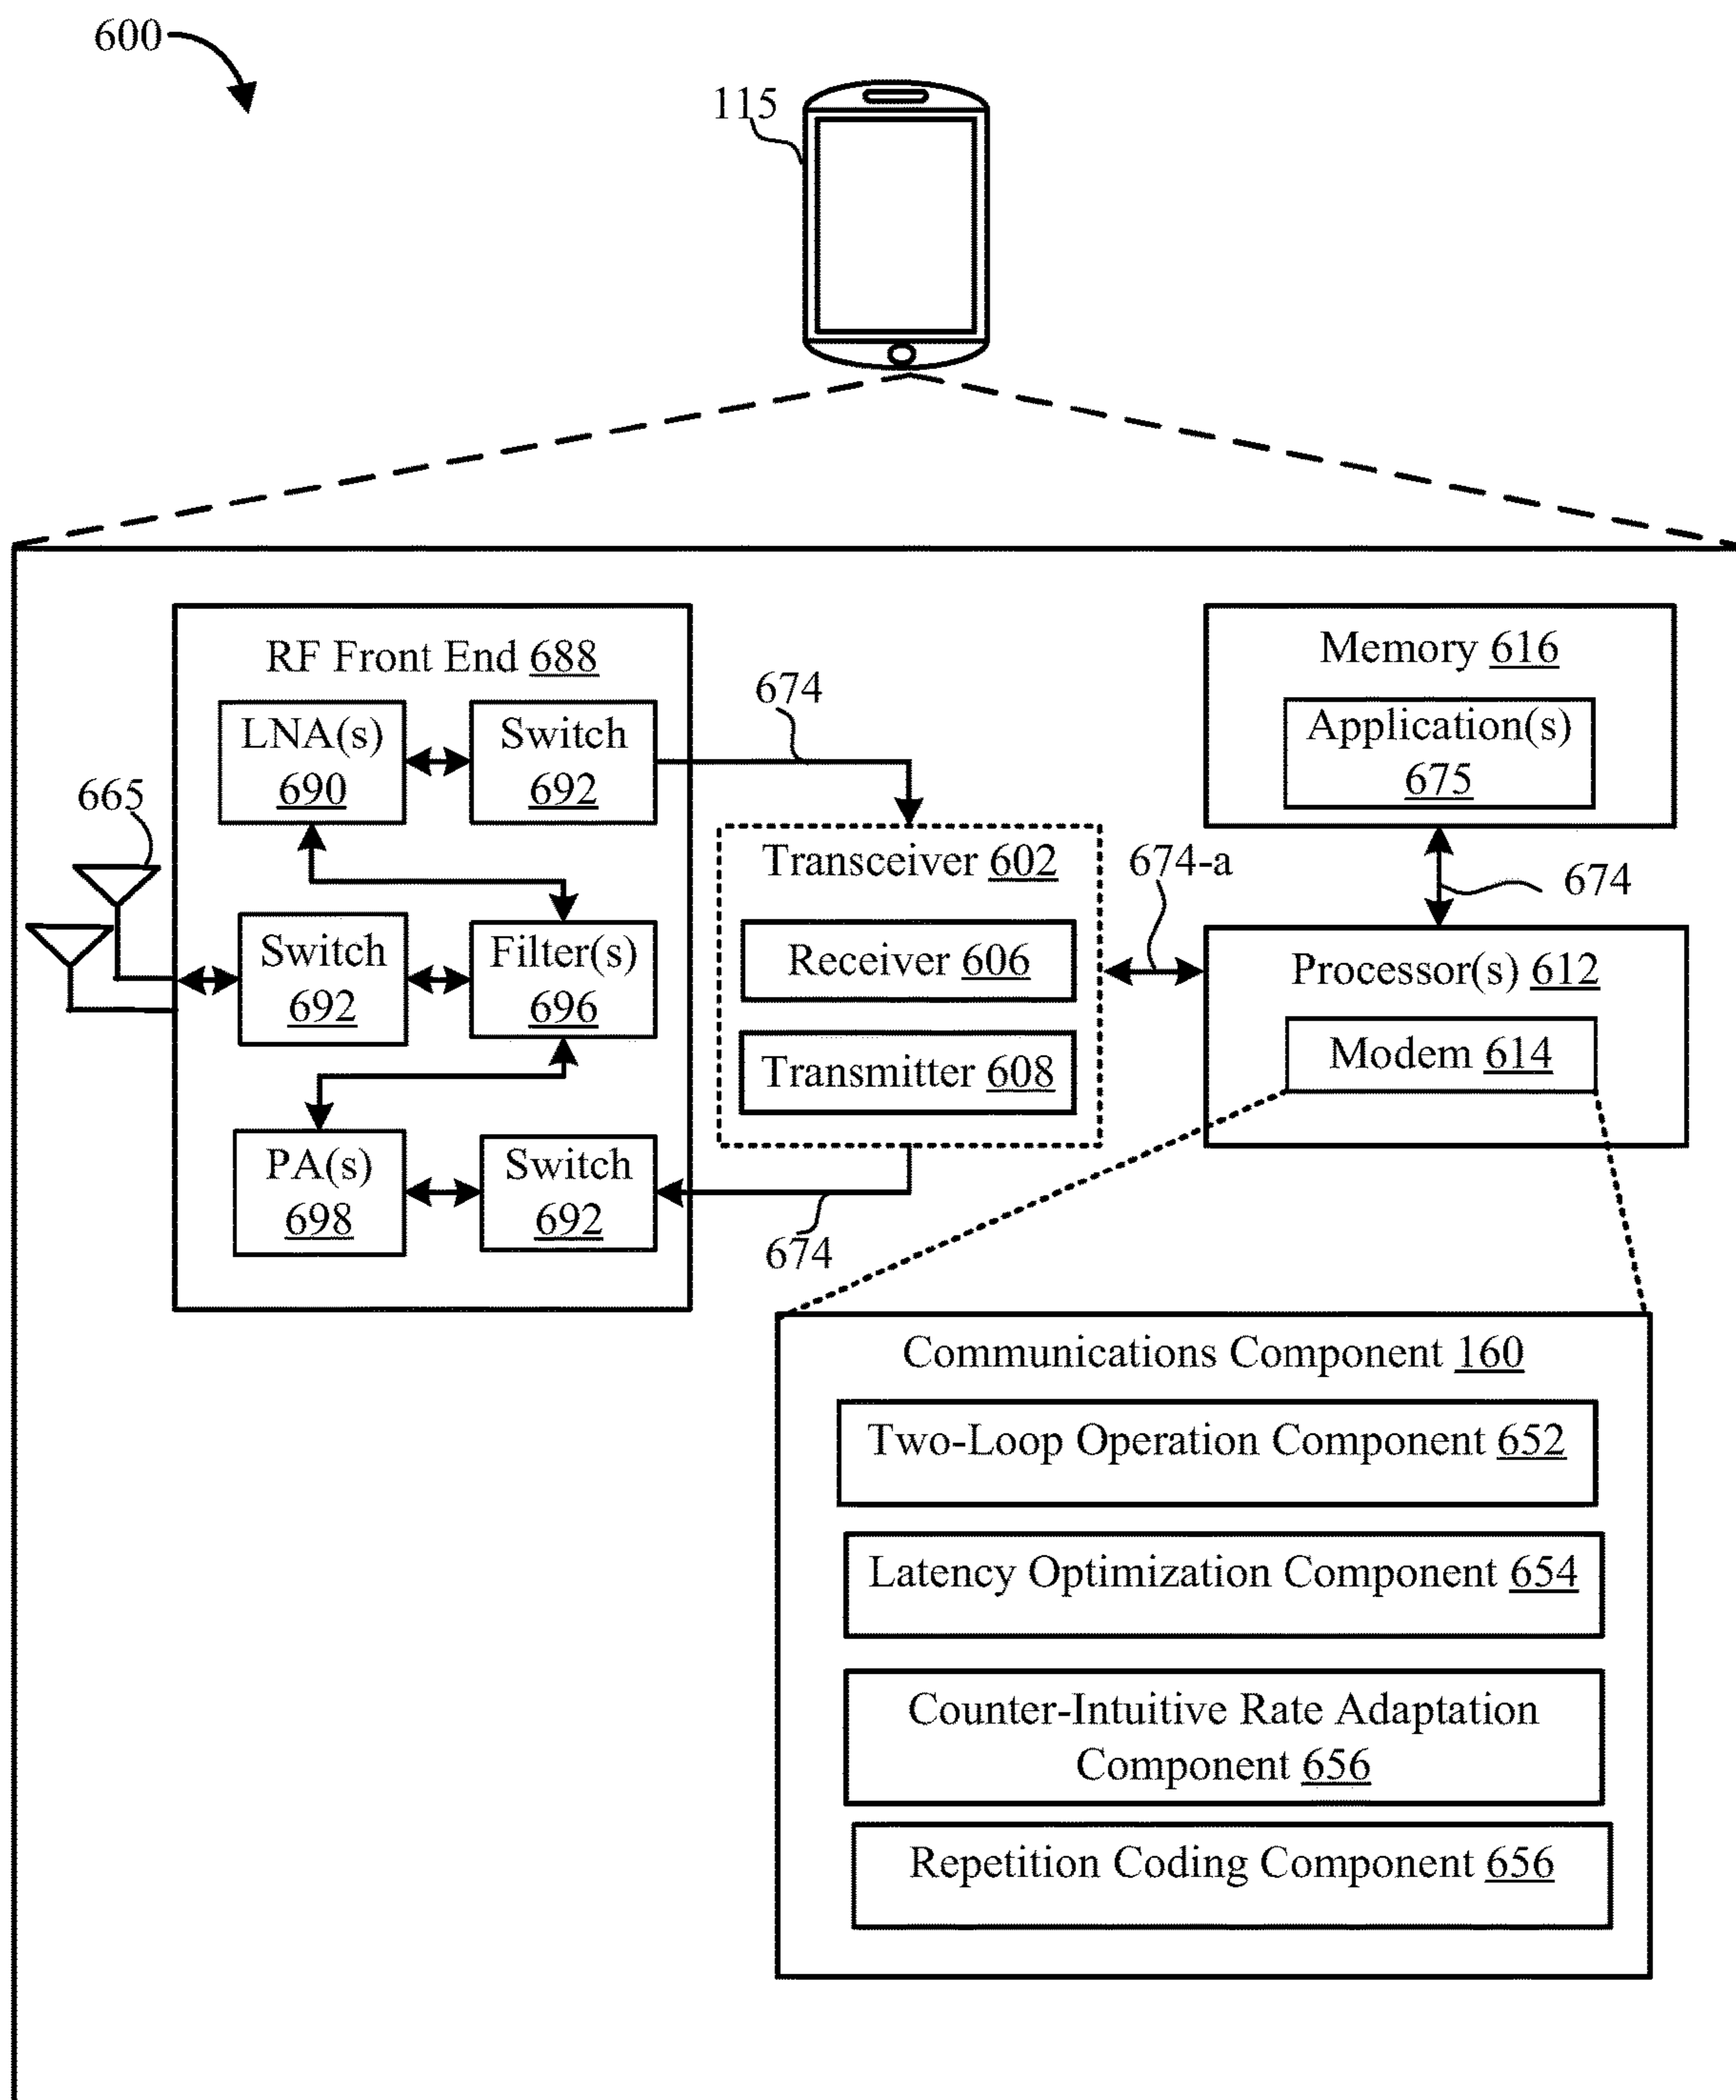 600
115
RF Front End 688
LNA(s)
690
Switch
692
674
665
Switch
692
Filter(s)
696
PA(s)
698
Switch
692
674
Transceiver 602
Receiver 606
Transmitter 608
674-a
Memory 616
Application(s)
675
674
Processor(s) 612
Modem 614
Communications Component 160
Two-Loop Operation Component 652
Latency Optimization Component 654
Counter-Intuitive Rate Adaptation
Component 656
Repetition Coding Component 656